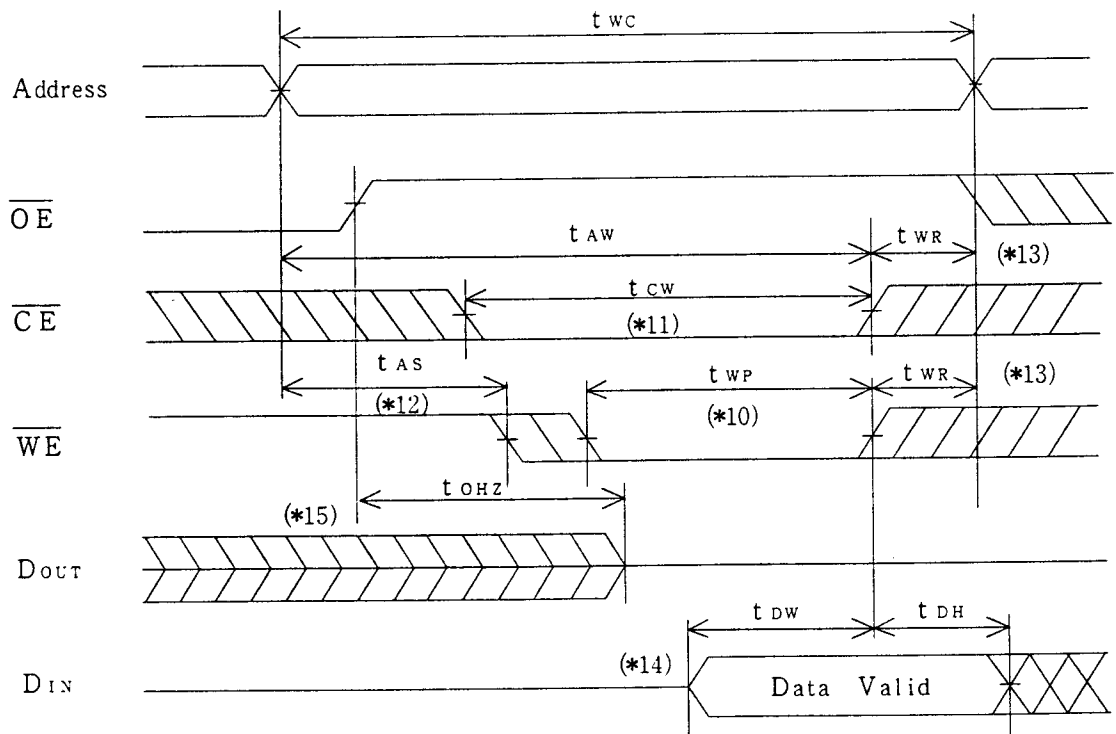 t WC
Address
OE
t AW
t WR
(*13)
CE
t CW
(*11)
t AS
(*12)
t WP
(*10)
t WR
(*13)
WE
t OHZ
(*15)
DOUT
t DW
t DH
(*14)
DIN
Data Valid